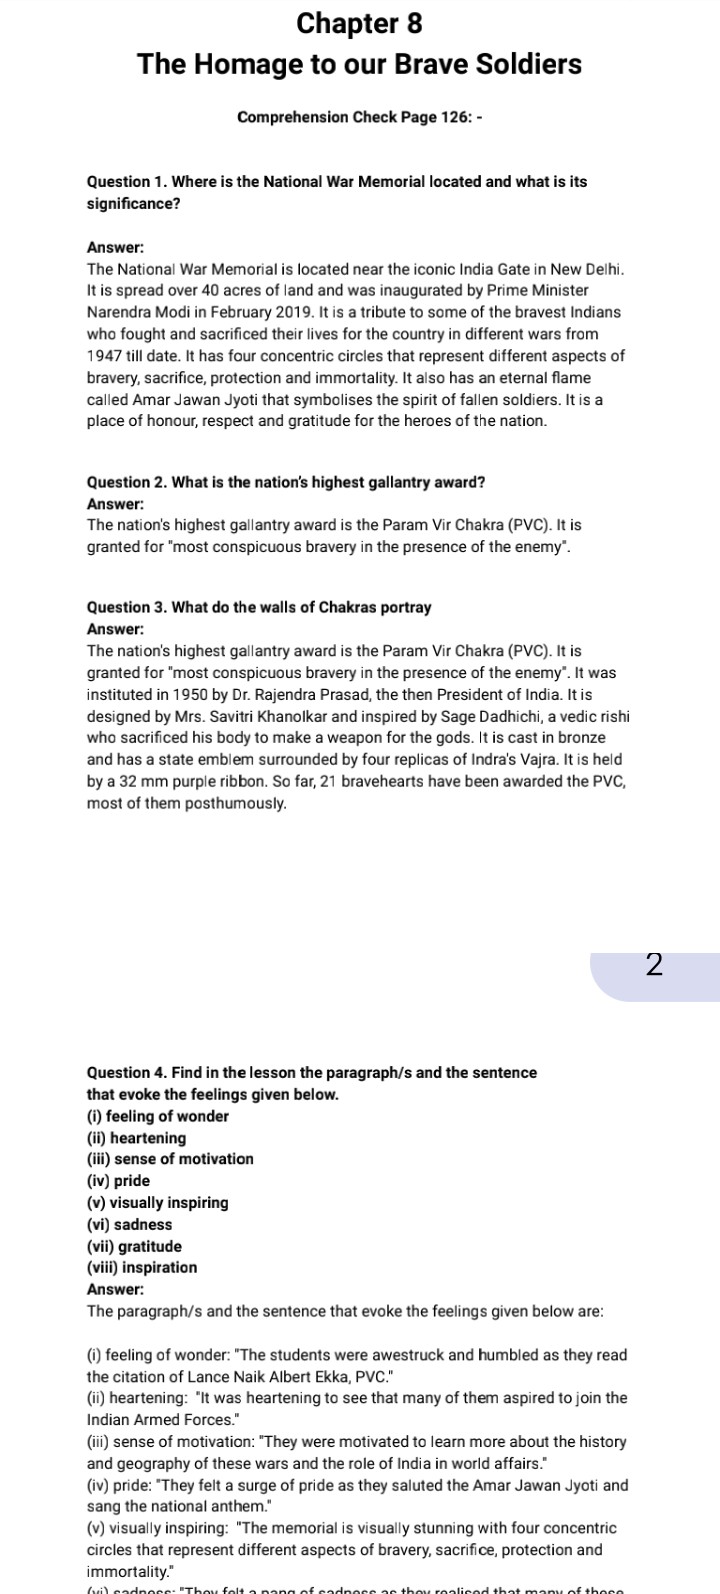 Chapter 8
The Homage to our Brave Soldiers
Comprehension Check Page 126: -
Question 1. Where is the National War Memorial located and what is its
significance?
Answer:
The National War Memorial is located near the iconic India Gate in New Delhi.
It is spread over 40 acres of land and was inaugurated by Prime Minister
Narendra Modi in February 2019. It is a tribute to some of the bravest Indians
who fought and sacrificed their lives for the country in different wars from
1947 till date. It has four concentric circles that represent different aspects of
bravery, sacrifice, protection and immortality. It also has an eternal flame
called Amar Jawan Jyoti that symbolises the spirit of fallen soldiers. It is a
place of honour, respect and gratitude for the heroes of the nation.
Question 2. What is the nation's highest gallantry award?
Answer:
The nation's highest gallantry award is the Param Vir Chakra (PVC). It is
granted for "most conspicuous bravery in the presence of the enemy".
Question 3. What do the walls of Chakras portray
Answer:
The nation's highest gallantry award is the Param Vir Chakra (PVC). It is
granted for "most conspicuous bravery in the presence of the enemy". It was
instituted in 1950 by Dr. Rajendra Prasad, the then President of India. It is
designed by Mrs. Savitri Khanolkar and inspired by Sage Dadhichi, a vedic rishi
who sacrificed his body to make a weapon for the gods. It is cast in bronze
and has a state emblem surrounded by four replicas of Indra's Vajra. It is held
by a 32 mm purple ribbon. So far, 21 bravehearts have been awarded the PVC,
most of them posthumously.
2
Question 4. Find in the lesson the paragraph/s and the sentence
that evoke the feelings given below.
(i) feeling of wonder
(ii) heartening
(iii) sense of motivation
(iv) pride
(v) visually inspiring
(vi) sadness
(vii) gratitude
(viii) inspiration
Answer:
The paragraph/s and the sentence that evoke the feelings given below are:
(i) feeling of wonder: "The students were awestruck and humbled as they read
the citation of Lance Naik Albert Ekka, PVC."
(ii) heartening: "It was heartening to see that many of them aspired to join the
Indian Armed Forces."
(iii) sense of motivation: "They were motivated to learn more about the history
and geography of these wars and the role of India in world affairs."
(iv) pride: "They felt a surge of pride as they saluted the Amar Jawan Jyoti and
sang the national anthem."
(v) visually inspiring: "The memorial is visually stunning with four concentric
circles that represent different aspects of bravery, sacrifice, protection and
immortality."
(vi) sadness: "They felt a pang of sadness as they realised that many of these